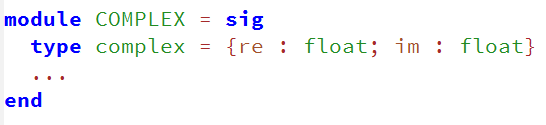 module COMPLEX = sig
  type complex = {re : float; im : float}
  ...
end